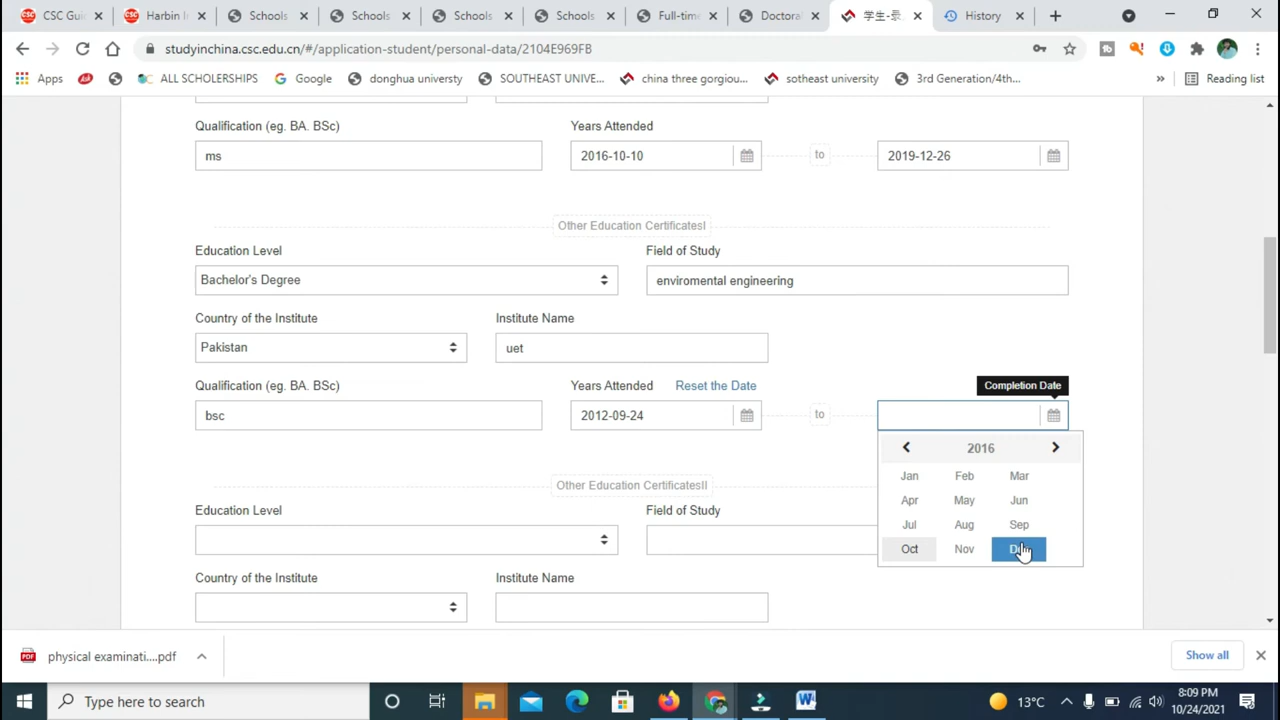 CSC Gui
Harbin I
Schools
Schools
Schools
Schools
Full-time
Doctora
学生-录
History
studyinchina.csc.edu.cn/#/application-student/personal-data/2104E969FB
Apps
ALL SCHOLERSHIPS
Google
donghua university
SOUTHEAST UNIVE...
china three gorgiou...
sotheast university
3rd Generation/4th...
»
Reading list
Qualification (eg. BA. BSc)
Years Attended
ms
2016-10-10
to
2019-12-26
Other Education CertificatesI
Education Level
Field of Study
Bachelor's Degree
enviromental engineering
Country of the Institute
Institute Name
Pakistan
uet
Qualification (eg. BA. BSc)
Years Attended
Reset the Date
Completion Date
bsc
2012-09-24
to
2016
Jan Feb Mar
Apr May Jun
Jul Aug Sep
Oct Nov
Other Education CertificatesII
Education Level
Field of Study
Country of the Institute
Institute Name
PDF
physical examinati....pdf
Show all
Type here to search
13°C
8:09 PM
10/24/2021